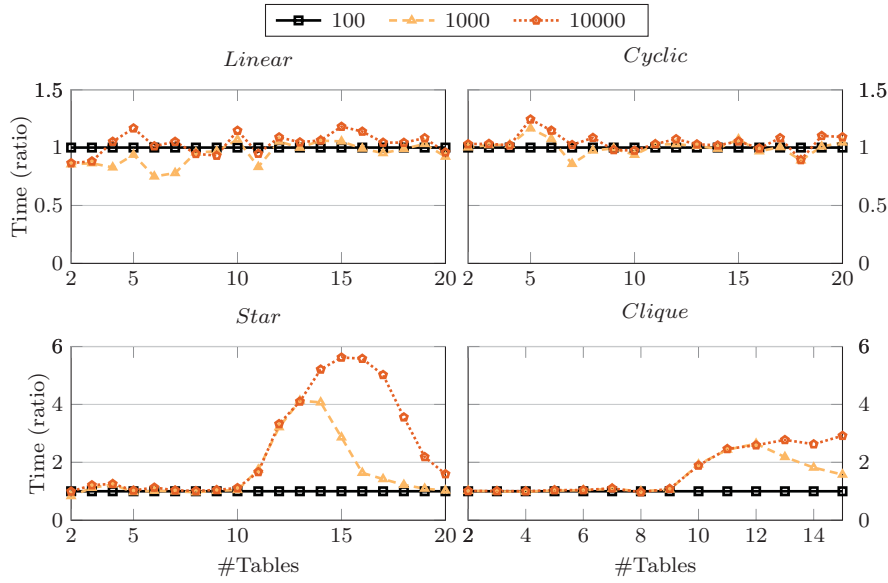 100 1000 10000
Linear Cyclic
Time (ratio)
1.5 1.5
1 1
0.5 0.5
0 0
2 5 10 15 20 2 5 10 15 20
Star Clique
Time (ratio)
6 6
4 4
2 2
0 0
2 5 10 15 20 2 4 6 8 10 12 14
#Tables #Tables